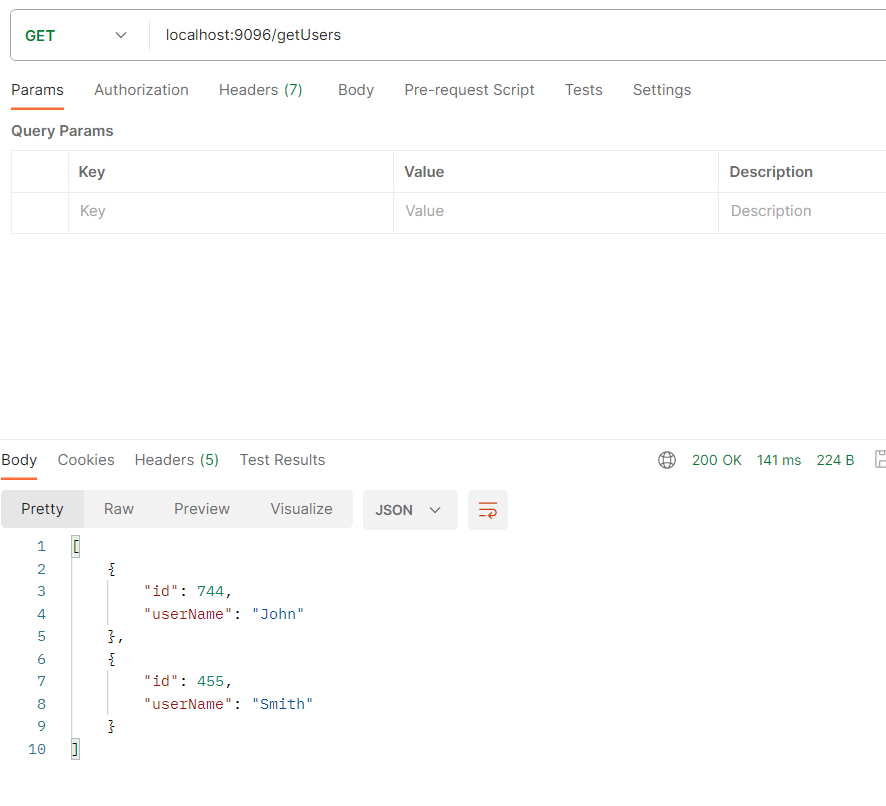 GET localhost:9096/getUsers
Params Authorization Headers (7) Body Pre-request Script Tests Settings
Query Params
Key Value Description
Key Value Description
Body Cookies Headers (5) Test Results 200 OK 141 ms 224 B
Pretty Raw Preview Visualize JSON
1 [
2 {
3 "id": 744,
4 "userName": "John"
5 },
6 {
7 "id": 455,
8 "userName": "Smith"
9 }
10 ]